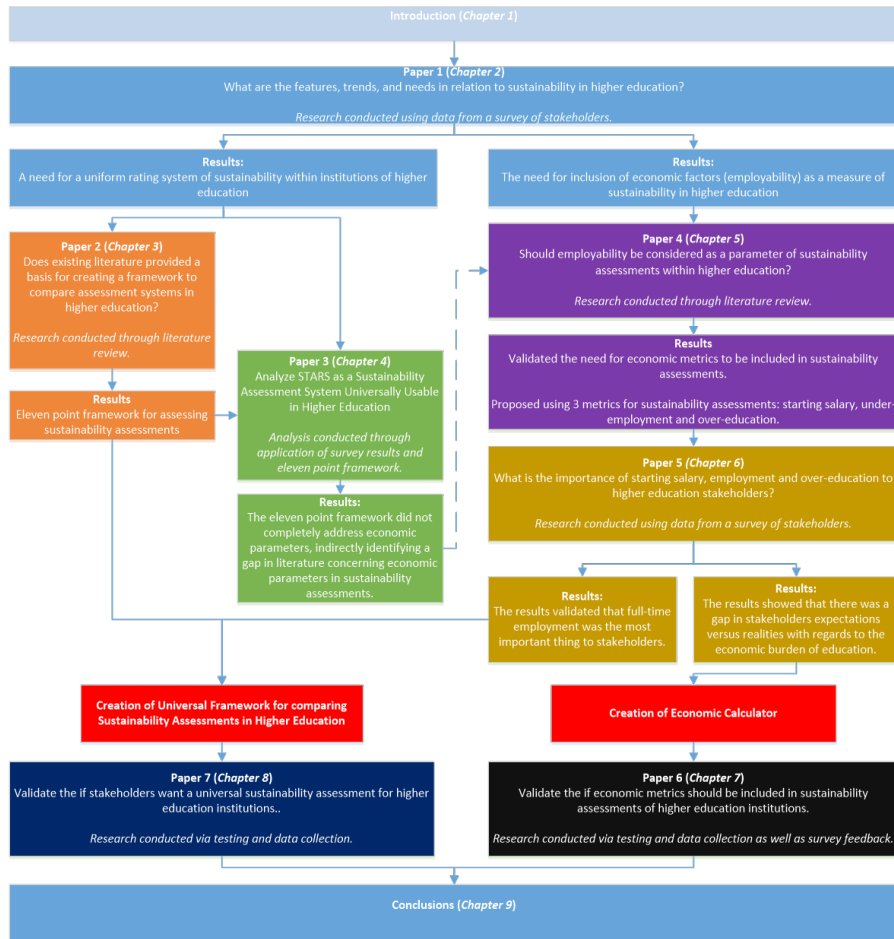 Introduction (Chapter 1)
Paper 1 (Chapter 2)
What are the features, trends, and needs in relation to sustainability in higher education?
Research conducted using data from a survey of stakeholders.
Results:
A need for a uniform rating system of sustainability within institutions of higher
education
Results:
The need for inclusion of economic factors (employability) as a measure of
sustainability in higher education
Paper 2 (Chapter 3)
Does existing literature provided a
basis for creating a framework to
compare assessment systems in
higher education?
Research conducted through literature
review.
Results
Eleven point framework for assessing
sustainability assessments
Paper 3 (Chapter 4)
Analyze STARS as a Sustainability
Assessment System Universally Usable
in Higher Education
Analysis conducted through
application of survey results and
eleven point framework.
Results:
The eleven point framework did not
completely address economic
parameters, indirectly identifying a
gap in literature concerning economic
parameters in sustainability
assessments.
Paper 4 (Chapter 5)
Should employability be considered as a parameter of sustainability
assessments within higher education?
Research conducted through literature review.
Results
Validated the need for economic metrics to be included in sustainability
assessments.
Proposed using 3 metrics for sustainability assessments: starting salary, under-
employment and over-education.
Paper 5 (Chapter 6)
What is the importance of starting salary, employment and over-education to
higher education stakeholders?
Research conducted using data from a survey of stakeholders.
Results:
The results validated that full-time
employment was the most
important thing to stakeholders.
Results:
The results showed that there was a
gap in stakeholders expectations
versus realities with regards to the
economic burden of education.
Creation of Universal Framework for comparing
Sustainability Assessments in Higher Education
Creation of Economic Calculator
Paper 7 (Chapter 8)
Validate the if stakeholders want a universal sustainability assessment for higher
education institutions..
Research conducted via testing and data collection.
Paper 6 (Chapter 7)
Validate the if economic metrics should be included in sustainability
assessments of higher education institutions.
Research conducted via testing and data collection as well as survey feedback.
Conclusions (Chapter 9)